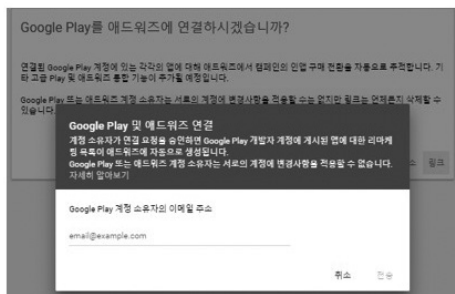 Google Play를 애드워즈에 연결하시겠습니까?
연결된 Google Play 계정에 있는 각각의 앱에 대해 애드워즈에서 캠페인의 인앱 구매 전환을 자동으로 추적합니다. 기
타 고급 Play 및 애드워즈 통합 기능이 추가될 예정입니다.
Google Play 또는 애드워즈 계정 소유자는 서로의 계정에 변경사항을 적용할 수는 없지만 링크는 언제든지 삭제할 수
있습니다.
Google Play 및 애드워즈 연결
계정 소유자가 연결 요청을 승인하면 Google Play 개발자 계정에 게시된 앱에 대한 리마케
팅 목록이 애드워즈에 자동으로 생성됩니다.
Google Play 또는 애드워즈 계정 소유자는 서로의 계정에 변경사항을 적용할 수 없습니다.
자세히 알아보기
소 링크
Google Play 계정 소유자의 이메일 주소
email@example.com
취소 전송